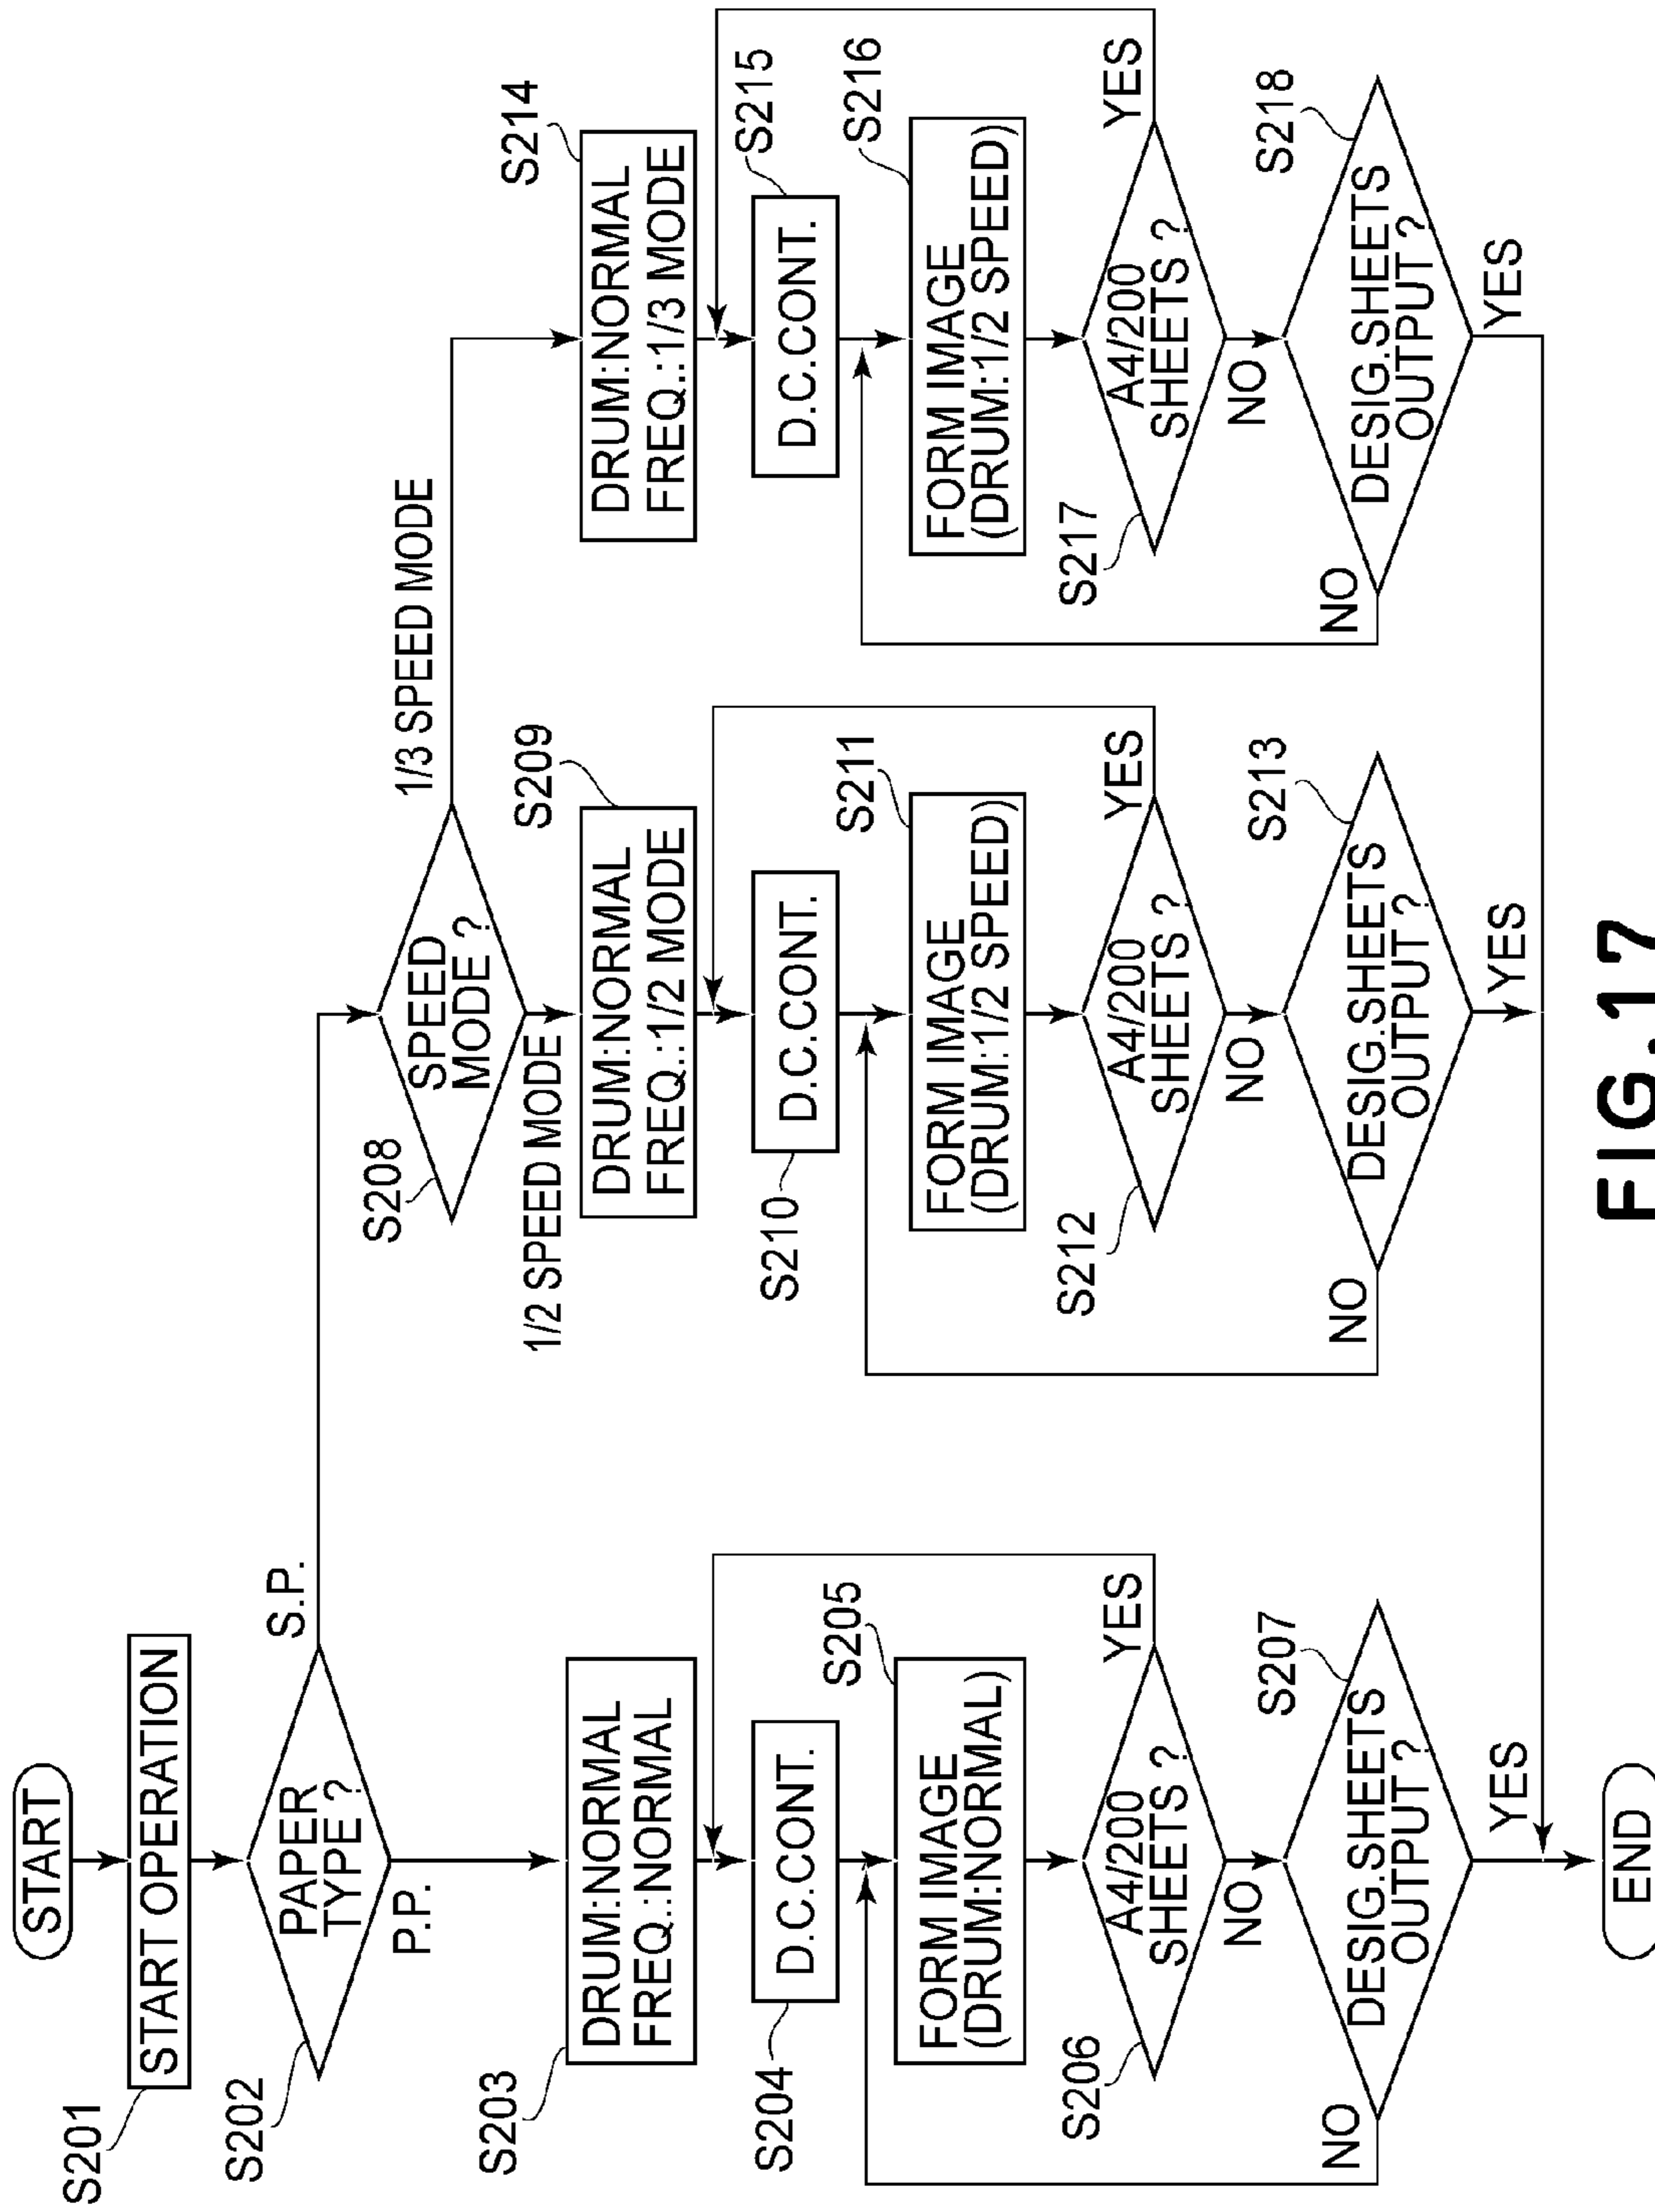 START
S201
START OPERATION
S202
PAPER
TYPE ?
S.P.
P.P.
S203
DRUM:NORMAL
FREQ.:NORMAL
S204
D.C.CONT.
S205
FORM IMAGE
(DRUM:NORMAL)
S206
A4/200
SHEETS ?
YES
NO
S207
DESIG.SHEETS
OUTPUT ?
NO
YES
END
S208
SPEED
MODE ?
1/3 SPEED MODE
1/2 SPEED MODE
S209
DRUM:NORMAL
FREQ.:1/2 MODE
S210
D.C.CONT.
S211
FORM IMAGE
(DRUM:1/2 SPEED)
S212
A4/200
SHEETS ?
YES
NO
S213
DESIG.SHEETS
OUTPUT ?
NO
YES
S214
DRUM:NORMAL
FREQ.:1/3 MODE
S215
D.C.CONT.
S216
FORM IMAGE
(DRUM:1/2 SPEED)
S217
A4/200
SHEETS ?
YES
NO
S218
DESIG.SHEETS
OUTPUT ?
NO
YES
FIG.17